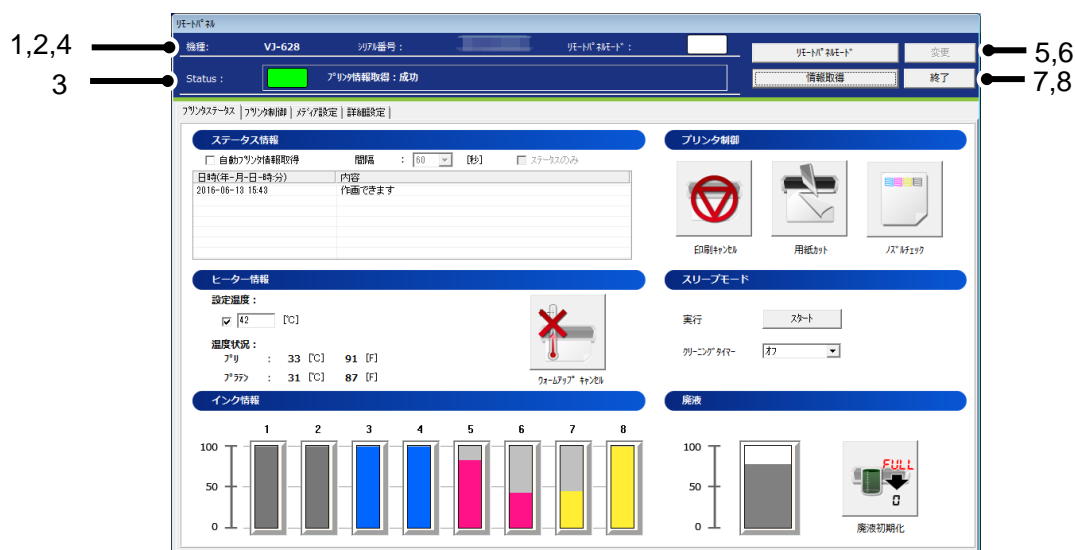 リモートパネル
1,2,4
機種: VJ-628 シリアル番号: リモートパネルモード:
リモートパネルモード 変更
5,6
3
Status : プリンタ情報取得:成功
情報取得 終了
7,8
プリンタステータス プリンタ制御 メディア設定 詳細設定
ステータス情報
自動プリンタ情報取得 間隔 : 60 [秒] ステータスのみ
日時(年-月-日-時:分) 内容
2016-06-13 15:43 作画できます
プリンタ制御
印刷キャンセル 用紙カット ノズルチェック
ヒーター情報
設定温度:
42 [℃]
温度状況:
プリ : 33 [℃] 91 [F]
プラテン : 31 [℃] 87 [F]
ウォームアップ キャンセル
スリープモード
実行 スタート
クリーニングタイマー オフ
インク情報
1 2 3 4 5 6 7 8
100
50
0
廃液
100
50
0
FULL
0
廃液初期化